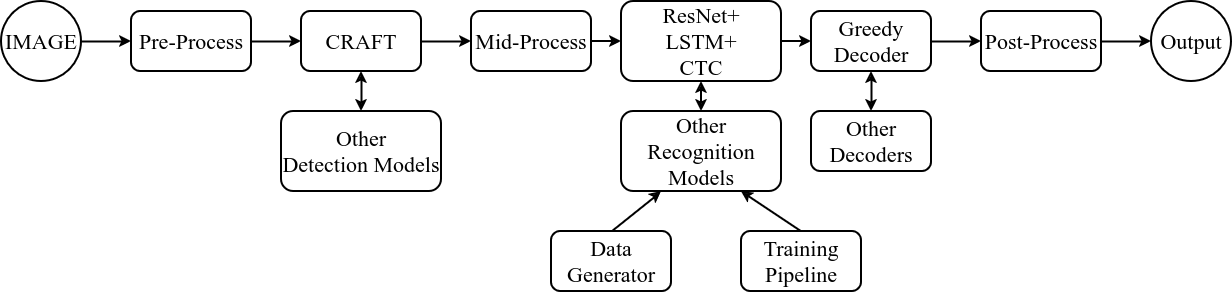 IMAGE
Pre-Process
CRAFT
Mid-Process
ResNet+
LSTM+
CTC
Greedy
Decoder
Post-Process
Output
Other
Detection Models
Other
Recognition
Models
Other
Decoders
Data
Generator
Training
Pipeline